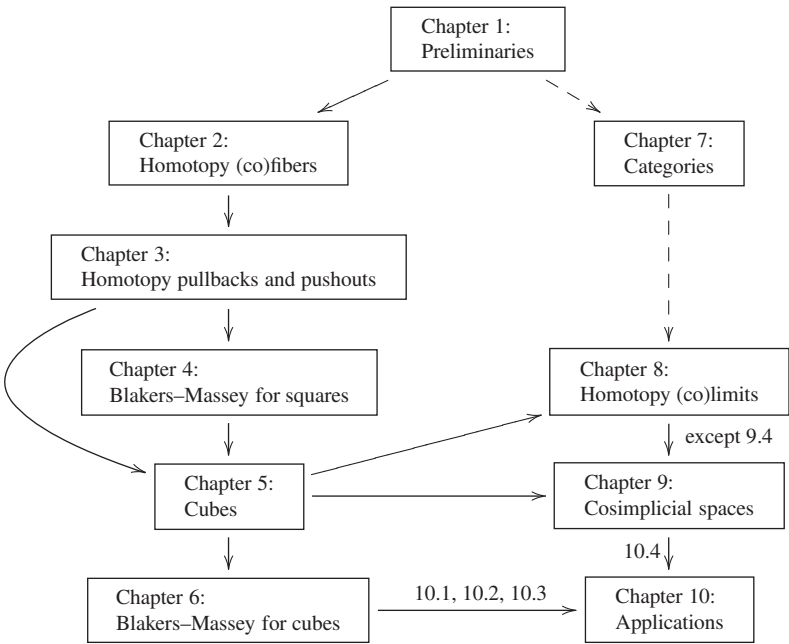 Chapter 1:
Preliminaries
Chapter 2:
Homotopy (co)fibers
Chapter 7:
Categories
Chapter 3:
Homotopy pullbacks and pushouts
Chapter 4:
Blakers–Massey for squares
Chapter 8:
Homotopy (co)limits
except 9.4
Chapter 5:
Cubes
Chapter 9:
Cosimplicial spaces
10.4
Chapter 6:
Blakers–Massey for cubes
10.1, 10.2, 10.3
Chapter 10:
Applications